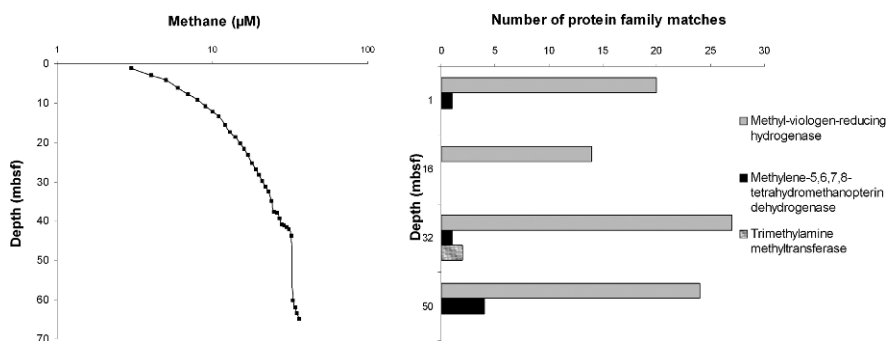 Methane (µM)
1 10 100
Depth (mbsf)
0
10
20
30
40
50
60
70
Number of protein family matches
0 5 10 15 20 25 30
Depth (mbsf)
1
16
32
50
Methyl-viologen-reducing
hydrogenase
Methylene-5,6,7,8-
tetrahydromethanopterin
dehydrogenase
Trimethylamine
methyltransferase